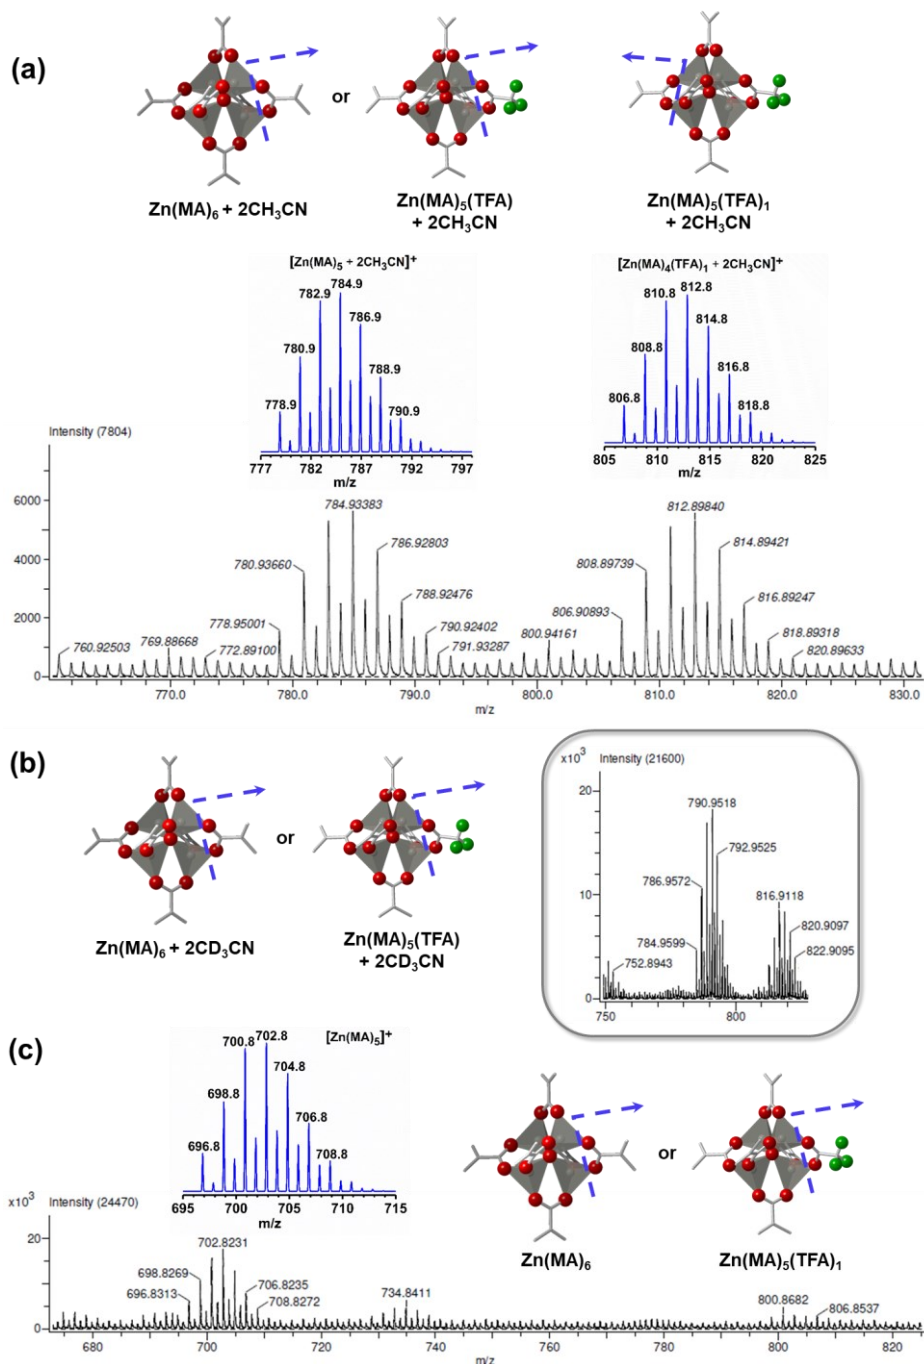 (a)
or
Zn(MA)₆ + 2CH₃CN
Zn(MA)₅(TFA)
+ 2CH₃CN
Zn(MA)₅(TFA)₁
+ 2CH₃CN
[Zn(MA)₅ + 2CH₃CN]⁺
784.9
782.9
786.9
780.9
788.9
778.9
790.9
777 782 787 792 797
m/z
[Zn(MA)₄(TFA)₁ + 2CH₃CN]⁺
812.8
810.8
814.8
808.8
816.8
806.8
818.8
805 810 815 820 825
m/z
Intensity (7804)
6000
4000
2000
0
784.93383
786.92803
780.93660
788.92476
778.95001
790.92402
760.92503
769.88668
772.89100
791.93287
800.94161
812.89840
814.89421
808.89739
816.89247
806.90893
818.89318
820.89633
770.0 780.0 790.0 800.0 810.0 820.0 830.0
m/z
(b)
or
Zn(MA)₆ + 2CD₃CN
Zn(MA)₅(TFA)
+ 2CD₃CN
x10³ Intensity (21600)
20
10
0
790.9518
792.9525
786.9572
784.9599
752.8943
816.9118
820.9097
822.9095
750 800
(c)
[Zn(MA)₅]⁺
702.8
700.8
704.8
698.8
706.8
696.8
708.8
695 700 705 710 715
m/z
or
Zn(MA)₆
Zn(MA)₅(TFA)₁
x10³ Intensity (24470)
20
10
0
702.8231
698.8269
696.8313
706.8235
708.8272
734.8411
800.8682
806.8537
680 700 720 740 760 780 800 820
m/z